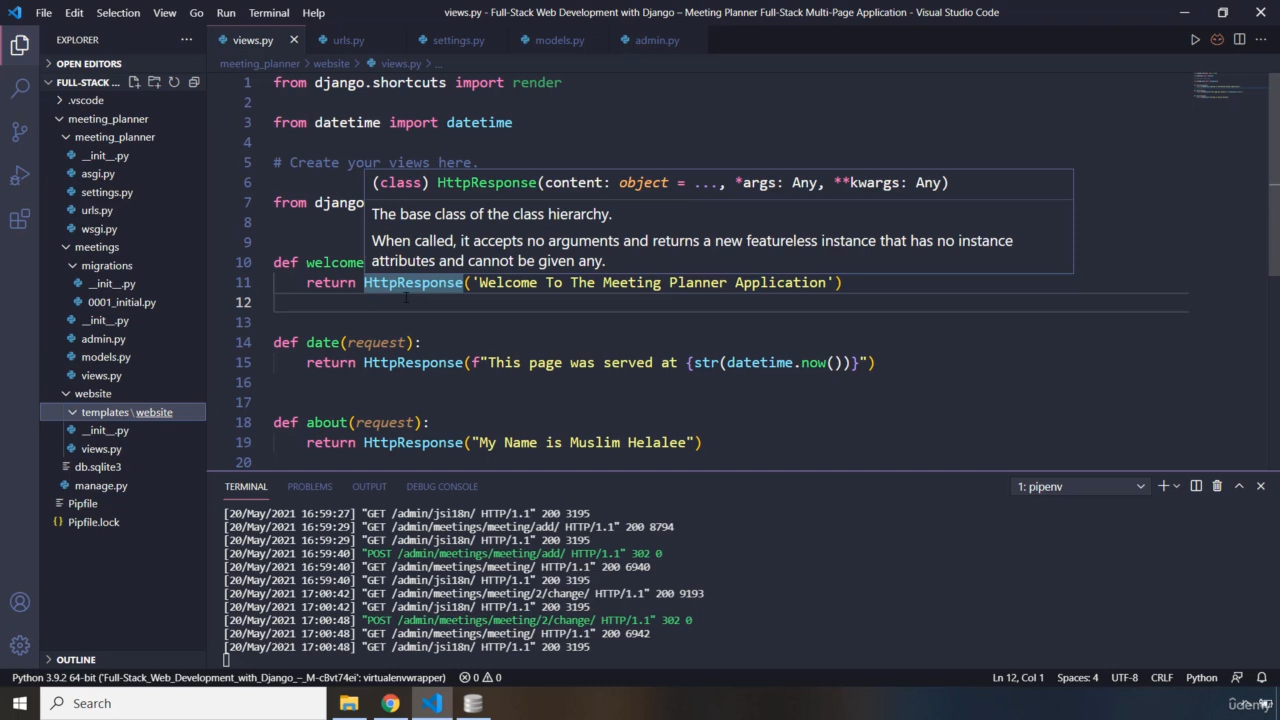 File Edit Selection View Go Run Terminal Help
views.py - Full-Stack Web Development with Django – Meeting Planner Full-Stack Multi-Page Application - Visual Studio Code
EXPLORER
OPEN EDITORS
FULL-STACK ...
.vscode
meeting_planner
meeting_planner
__init__.py
asgi.py
settings.py
urls.py
wsgi.py
meetings
migrations
__init__.py
0001_initial.py
__init__.py
admin.py
models.py
views.py
website
templates \ website
__init__.py
views.py
db.sqlite3
manage.py
Pipfile
Pipfile.lock
OUTLINE
views.py urls.py settings.py models.py admin.py
meeting_planner > website > views.py > ...
1 from django.shortcuts import render
2
3 from datetime import datetime
4
5 # Create your views here.
6 (class) HttpResponse(content: object = ..., *args: Any, **kwargs: Any)
7 from django
The base class of the class hierarchy.
8
9 When called, it accepts no arguments and returns a new featureless instance that has no instance
attributes and cannot be given any.
10 def welcome
11 return HttpResponse('Welcome To The Meeting Planner Application')
12
13
14 def date(request):
15 return HttpResponse(f"This page was served at {str(datetime.now())}")
16
17
18 def about(request):
19 return HttpResponse("My Name is Muslim Helalee")
20
TERMINAL PROBLEMS OUTPUT DEBUG CONSOLE 1: pipenv
[20/May/2021 16:59:27] "GET /admin/jsi18n/ HTTP/1.1" 200 3195
[20/May/2021 16:59:29] "GET /admin/meetings/meeting/add/ HTTP/1.1" 200 8794
[20/May/2021 16:59:29] "GET /admin/jsi18n/ HTTP/1.1" 200 3195
[20/May/2021 16:59:40] "POST /admin/meetings/meeting/add/ HTTP/1.1" 302 0
[20/May/2021 16:59:40] "GET /admin/meetings/meeting/ HTTP/1.1" 200 6940
[20/May/2021 16:59:40] "GET /admin/jsi18n/ HTTP/1.1" 200 3195
[20/May/2021 17:00:42] "GET /admin/meetings/meeting/2/change/ HTTP/1.1" 200 9193
[20/May/2021 17:00:42] "GET /admin/jsi18n/ HTTP/1.1" 200 3195
[20/May/2021 17:00:48] "POST /admin/meetings/meeting/2/change/ HTTP/1.1" 302 0
[20/May/2021 17:00:48] "GET /admin/meetings/meeting/ HTTP/1.1" 200 6942
[20/May/2021 17:00:48] "GET /admin/jsi18n/ HTTP/1.1" 200 3195
Python 3.9.2 64-bit ('Full-Stack_Web_Development_with_Django_-_M-c8vt74ei': virtualenvwrapper) 0 0 Ln 12, Col 1 Spaces: 4 UTF-8 CRLF Python
Search
udemy